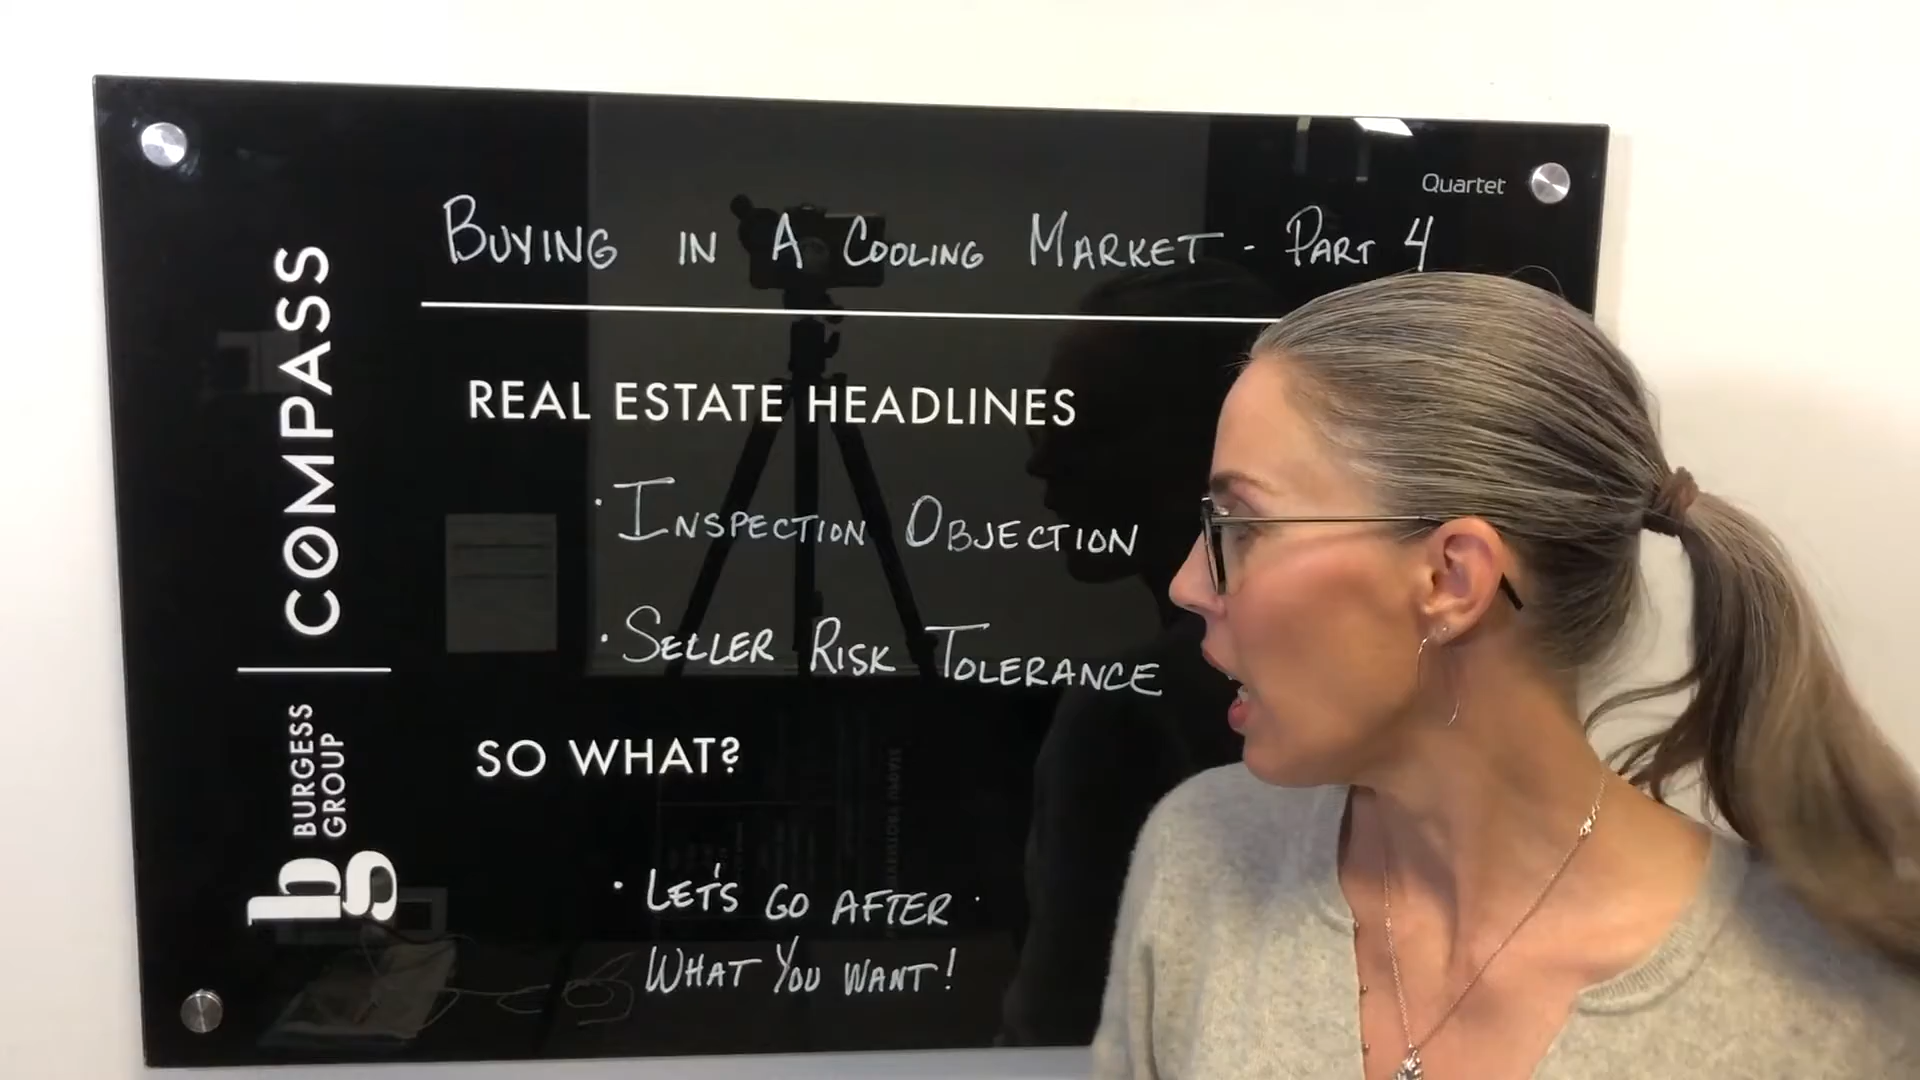 Quartet
BUYING IN A COOLING MARKET - PART 4
COMPASS
BURGESS
GROUP
bg
REAL ESTATE HEADLINES
· INSPECTION OBJECTION
· SELLER RISK TOLERANCE
SO WHAT?
· LET'S GO AFTER ·
WHAT YOU WANT!